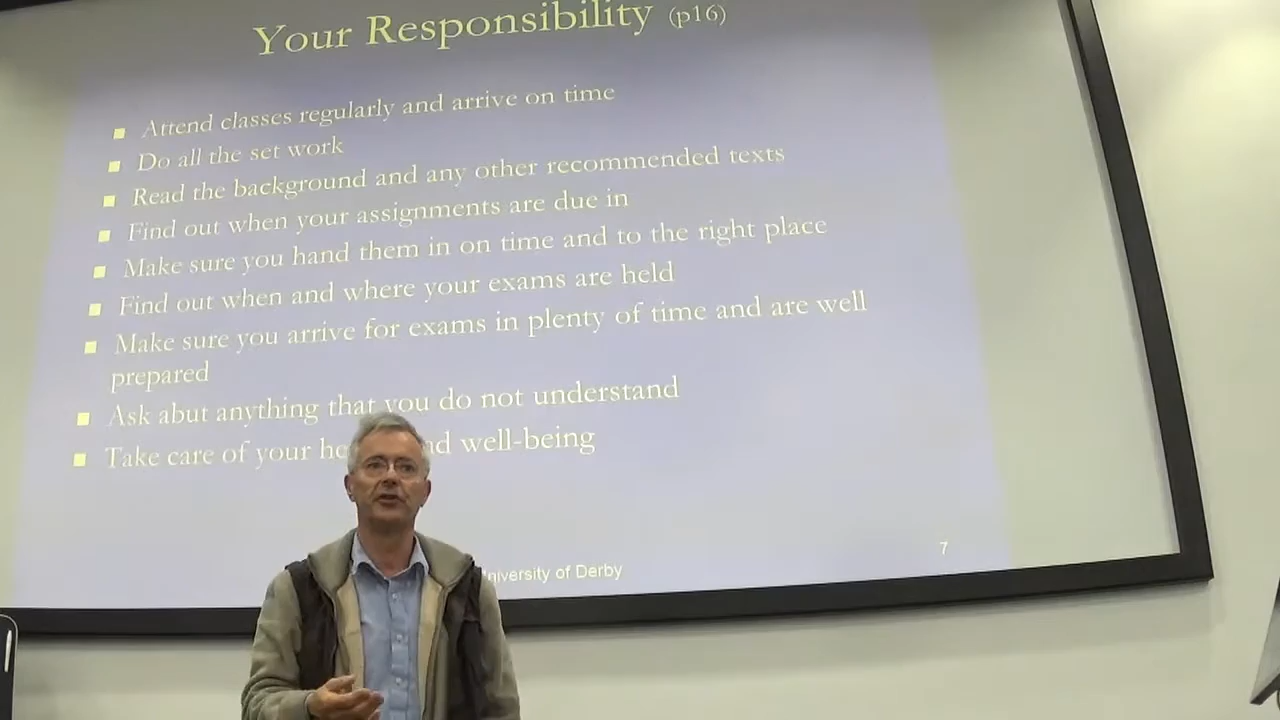 Your Responsibility (p16)
Attend classes regularly and arrive on time
Do all the set work
Read the background and any other recommended texts
Find out when your assignments are due in
Make sure you hand them in on time and to the right place
Find out when and where your exams are held
Make sure you arrive for exams in plenty of time and are well
prepared
Ask abut anything that you do not understand
Take care of your and well-being
University of Derby
7